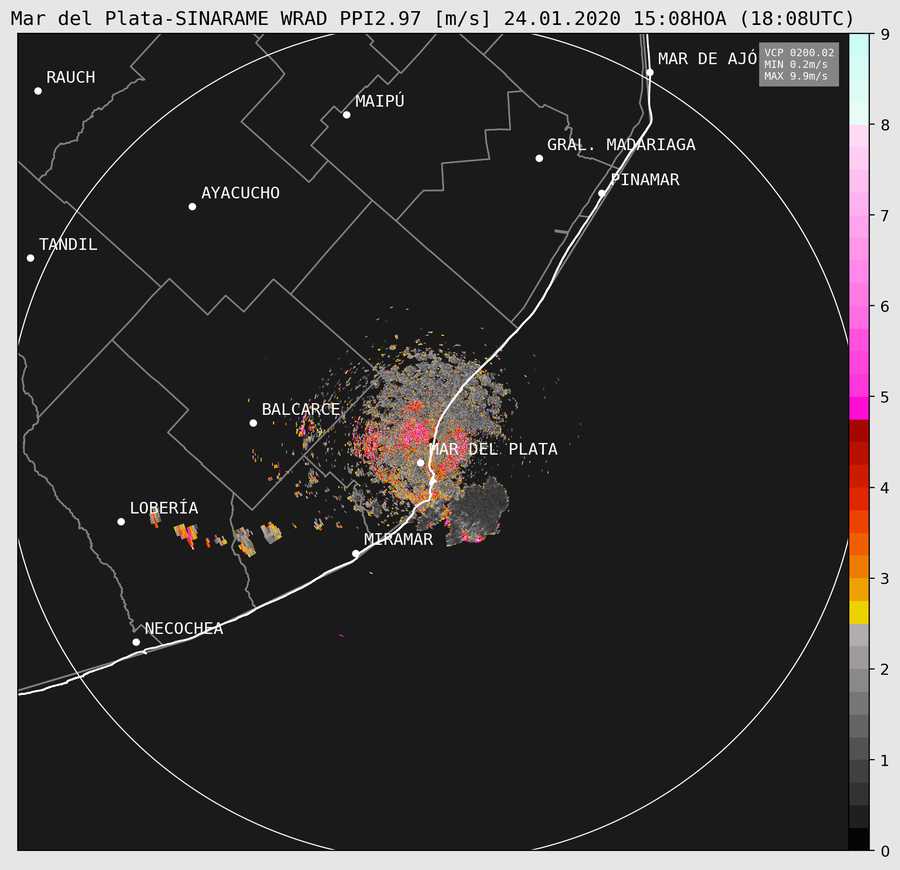 Mar del Plata-SINARAME WRAD PPI2.97 [m/s] 24.01.2020 15:08HOA (18:08UTC)
VCP 0200.02
MIN 0.2m/s
MAX 9.9m/s
MAR DE AJÓ
RAUCH
MAIPÚ
GRAL. MADARIAGA
PINAMAR
AYACUCHO
TANDIL
BALCARCE
MAR DEL PLATA
LOBERÍA
MIRAMAR
NECOCHEA
9
8
7
6
5
4
3
2
1
0